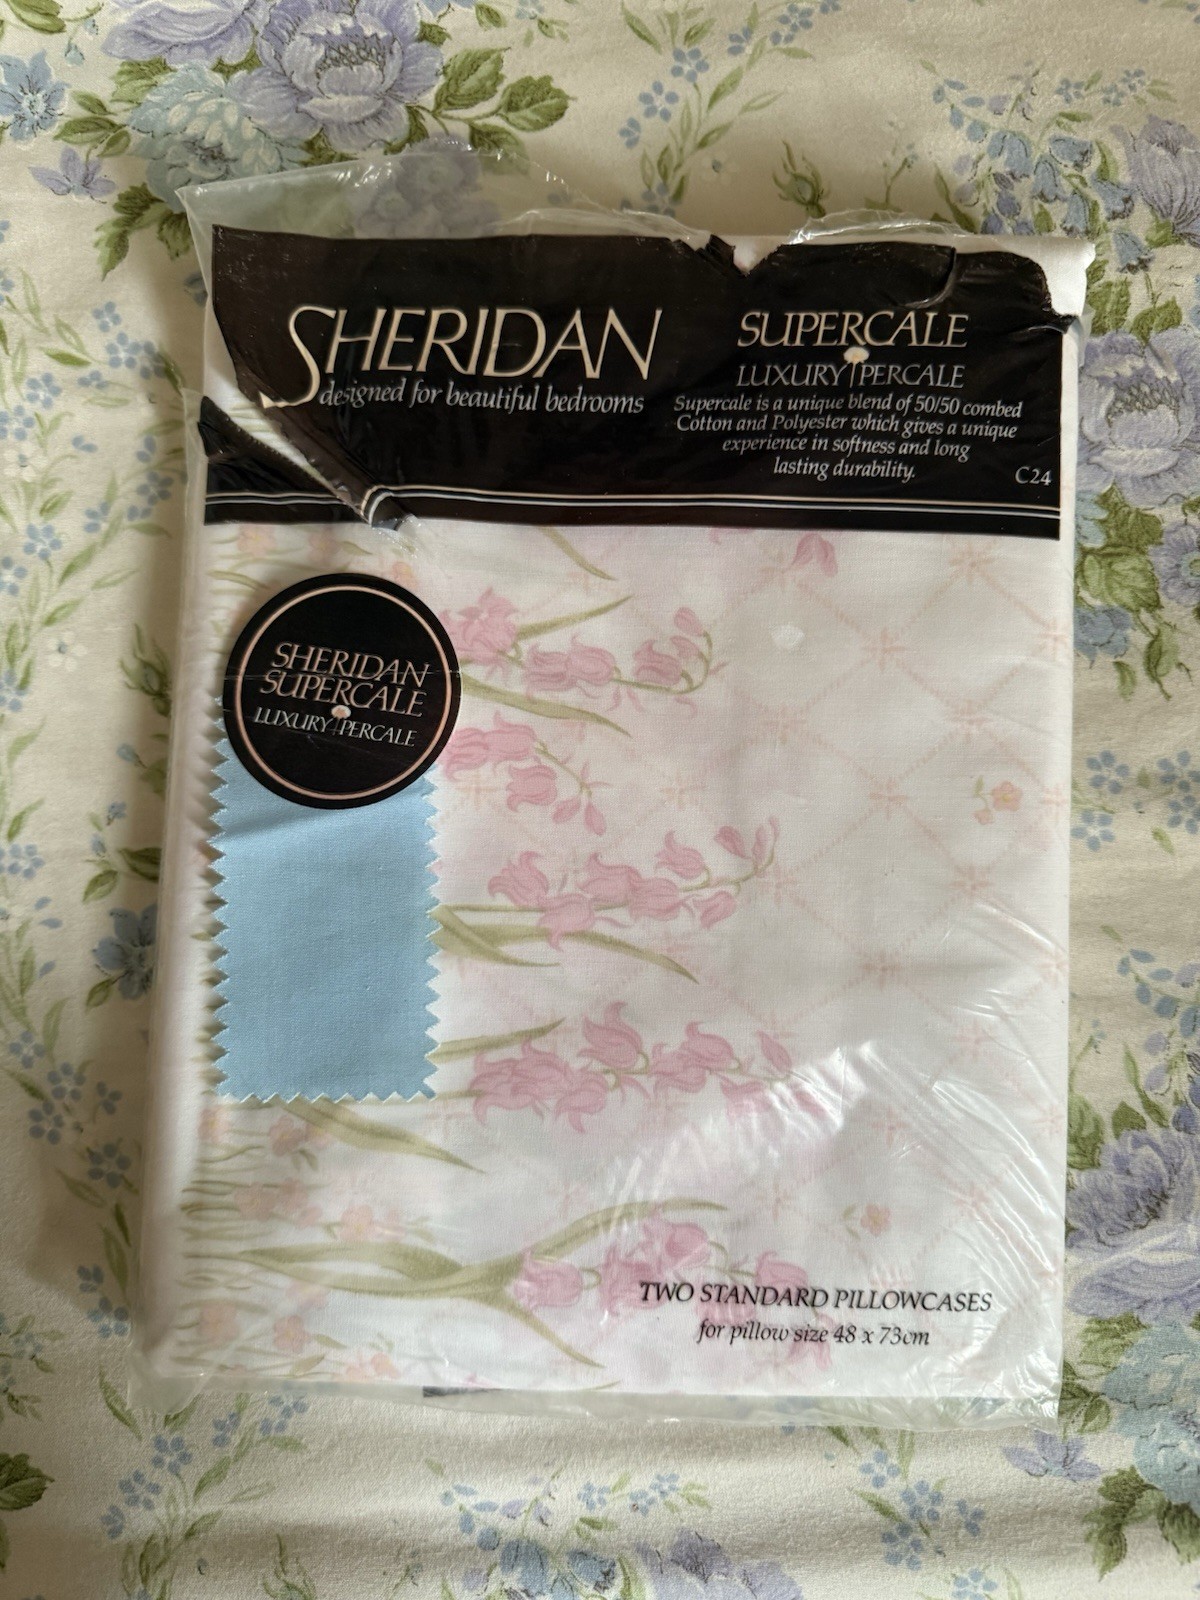 SHERIDAN
designed for beautiful bedrooms
SUPERCALE
LUXURY PERCALE
Supercale is a unique blend of 50/50 combed
Cotton and Polyester which gives a unique
experience in softness and long
lasting durability.
C24
SHERIDAN
SUPERCALE
LUXURY PERCALE
TWO STANDARD PILLOWCASES
for pillow size 48 x 73cm